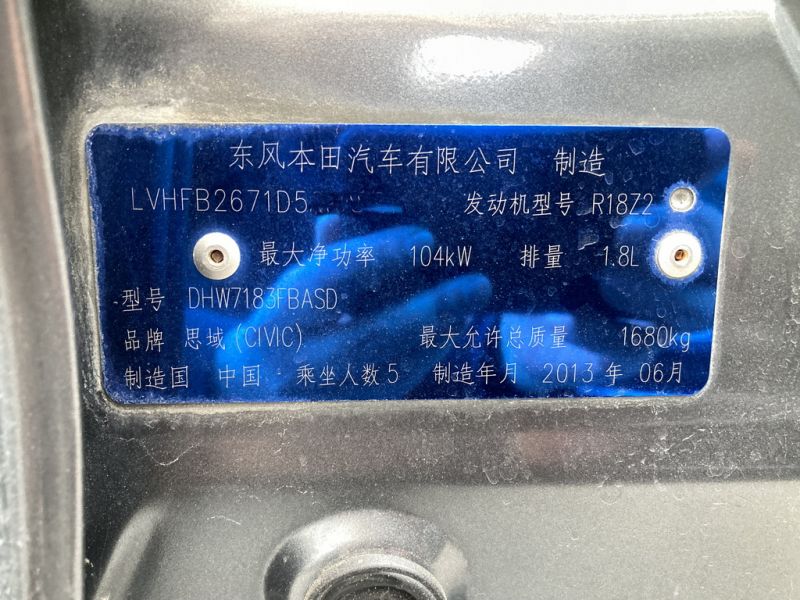 东风本田汽车有限公司 制造
LVHFB2671D5 发动机型号 R18Z2
最大净功率 104kW 排量 1.8L
型号 DHW7183FBASD
品牌 思域(CIVIC) 最大允许总质量 1680kg
制造国 中国 乘坐人数 5 制造年月 2013 年 06月